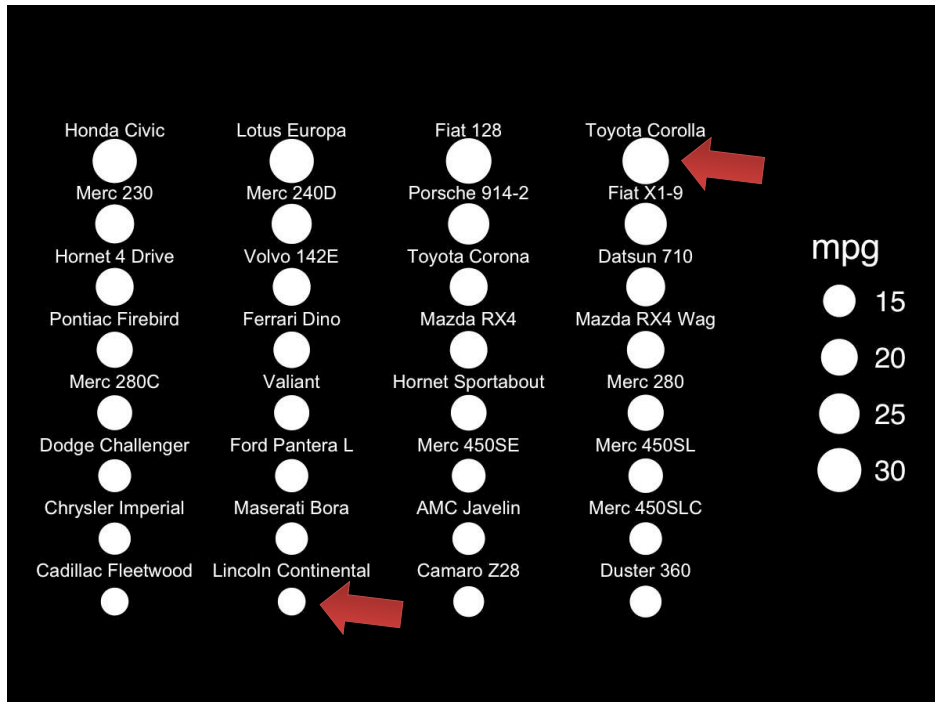 Honda Civic Lotus Europa Fiat 128 Toyota Corolla
Merc 230 Merc 240D Porsche 914-2 Fiat X1-9
Hornet 4 Drive Volvo 142E Toyota Corona Datsun 710
Pontiac Firebird Ferrari Dino Mazda RX4 Mazda RX4 Wag
Merc 280C Valiant Hornet Sportabout Merc 280
Dodge Challenger Ford Pantera L Merc 450SE Merc 450SL
Chrysler Imperial Maserati Bora AMC Javelin Merc 450SLC
Cadillac Fleetwood Lincoln Continental Camaro Z28 Duster 360
mpg
15
20
25
30